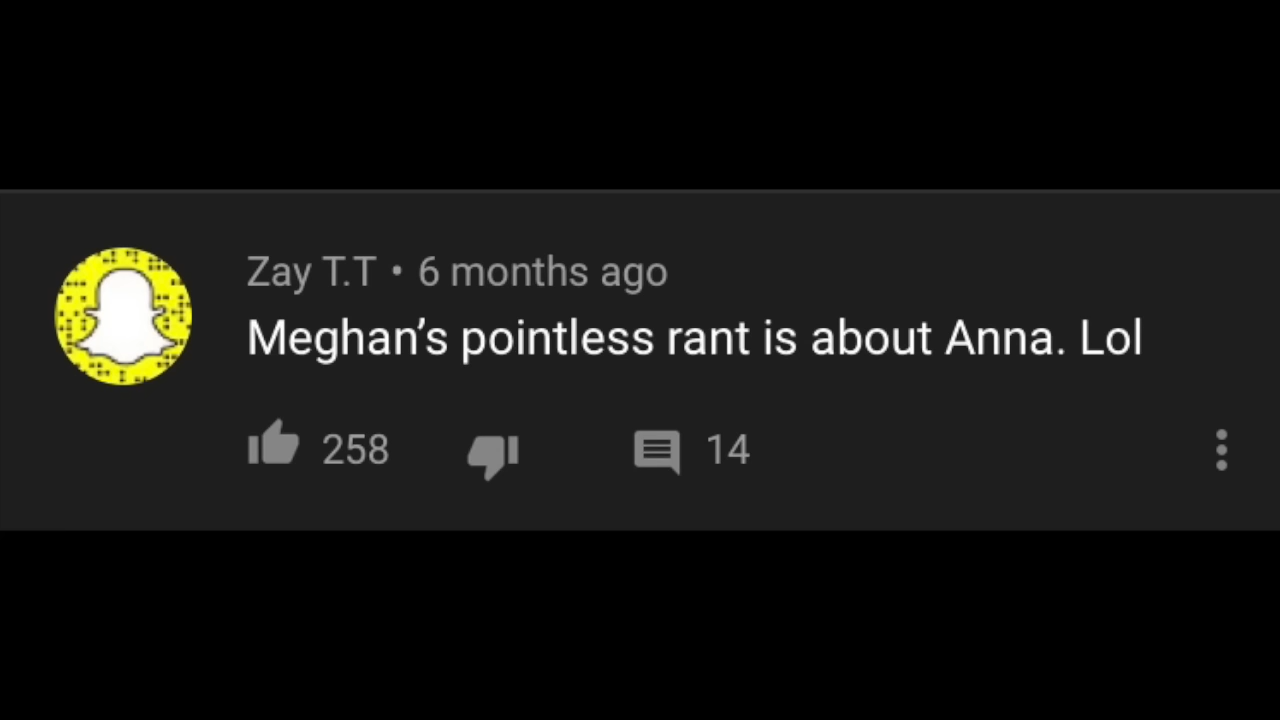 Zay T.T • 6 months ago
Meghan’s pointless rant is about Anna. Lol
258 14